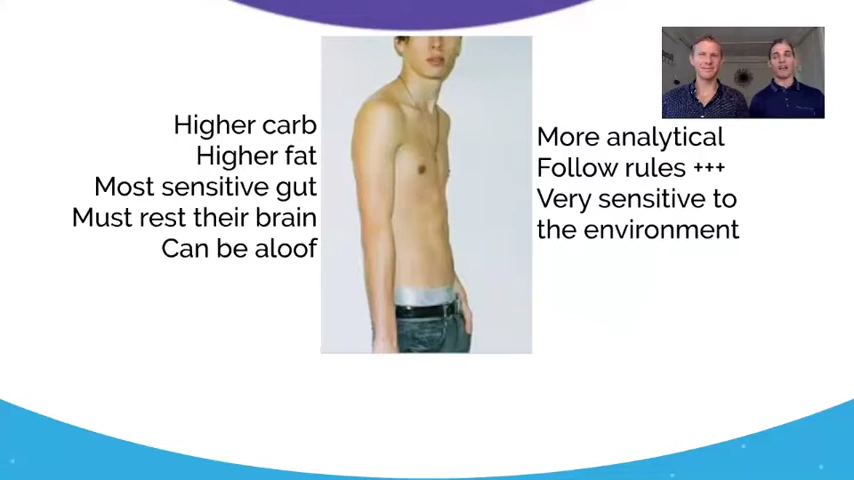 Higher carb
Higher fat
Most sensitive gut
Must rest their brain
Can be aloof
More analytical
Follow rules +++
Very sensitive to
the environment